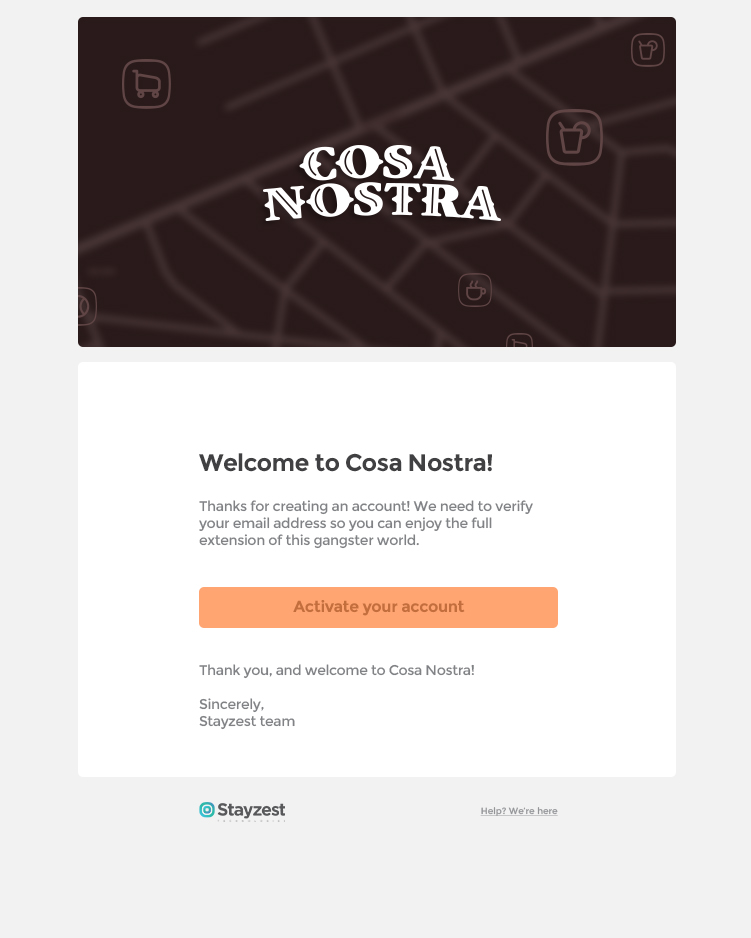 COSA
NOSTRA
Welcome to Cosa Nostra!
Thanks for creating an account! We need to verify
your email address so you can enjoy the full
extension of this gangster world.
Activate your account
Thank you, and welcome to Cosa Nostra!
Sincerely,
Stayzest team
Stayzest
Help? We're here